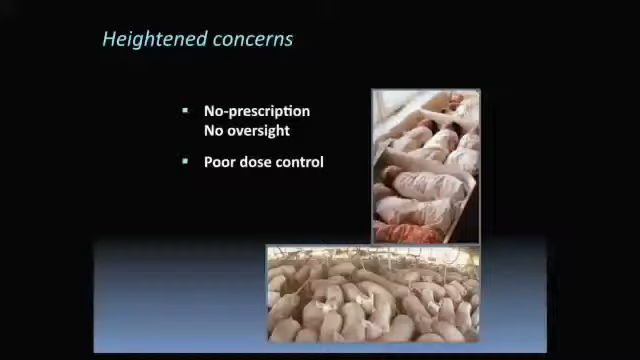 Heightened concerns
No-prescription
No oversight
Poor dose control